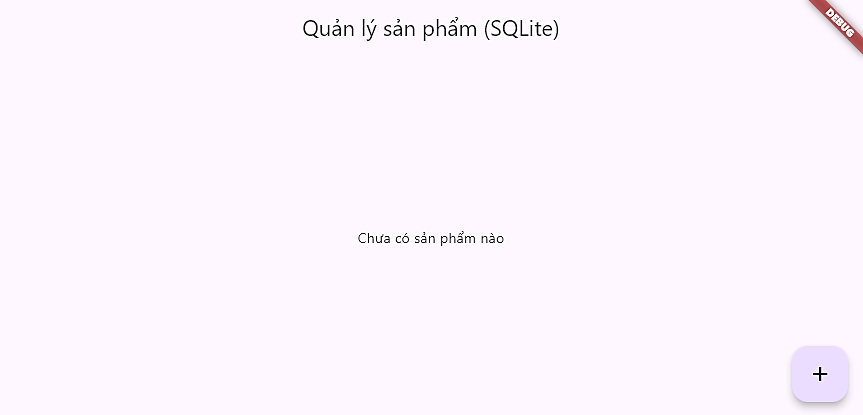 Quản lý sản phẩm (SQLite)
DEBUG
Chưa có sản phẩm nào